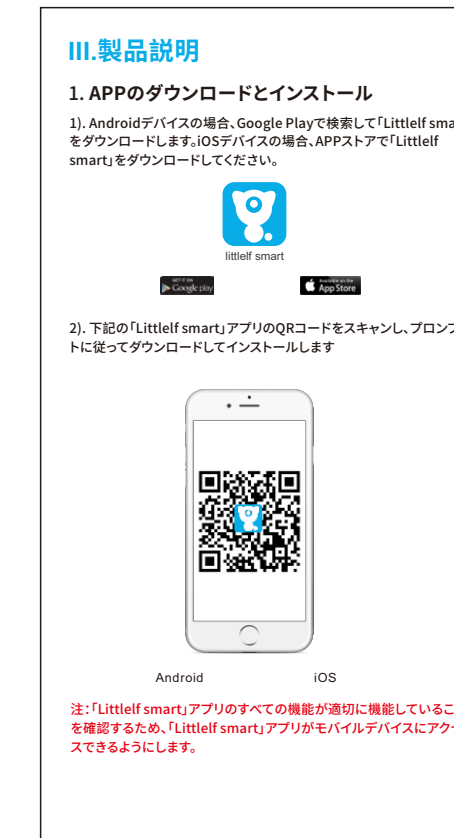 III.製品説明
1. APPのダウンロードとインストール
1). Androidデバイスの場合、Google Playで検索して「Littlelf sma
をダウンロードします。iOSデバイスの場合、APPストアで「Littlelf
smart」をダウンロードしてください。
littlelf smart
GET IT ON
Google play
Available on the
App Store
2). 下記の「Littlelf smart」アプリのQRコードをスキャンし、プロンプ
トに従ってダウンロードしてインストールします
Android iOS
注:「Littlelf smart」アプリのすべての機能が適切に機能しているこ
を確認するため、「Littlelf smart」アプリがモバイルデバイスにアク
スできるようにします。